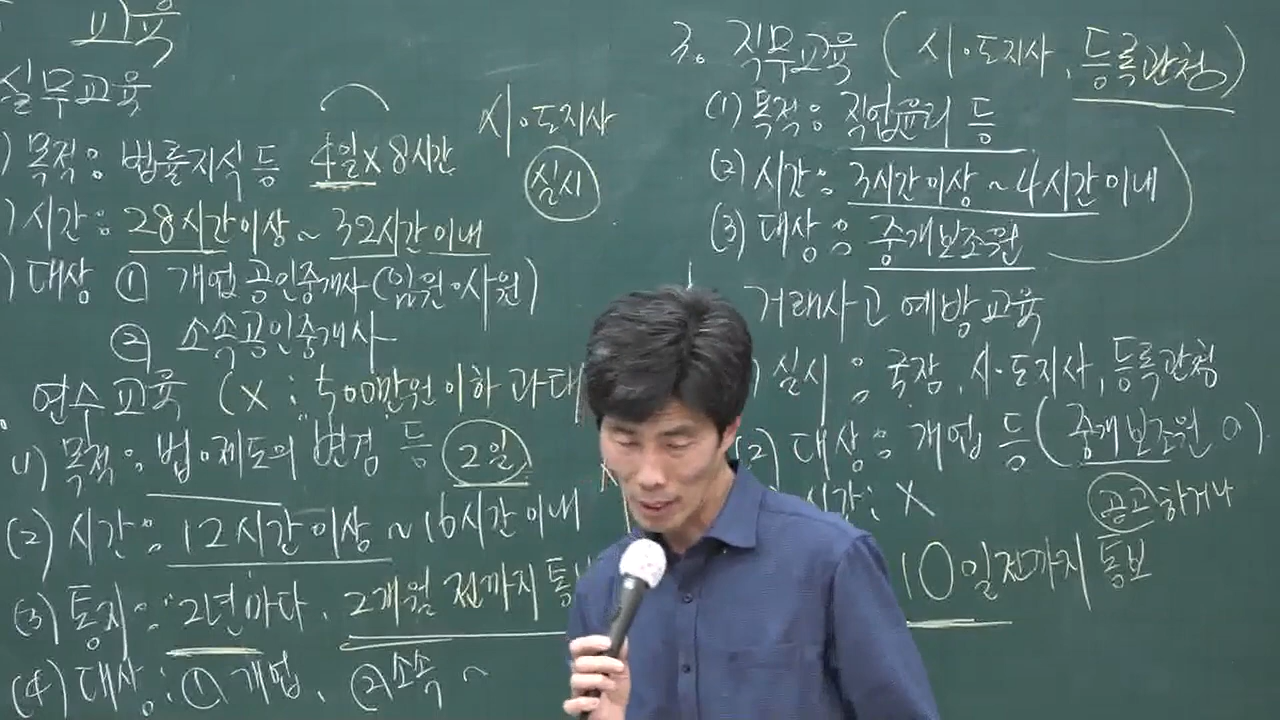 교육
실무교육
) 목적 : 법률지식 등 4일x8시간
) 시간 : 28시간이상 ~ 32시간이내
) 대상 ① 개업공인중개사(임원·사원)
② 소속공인중개사
시·도지사
실시
연수교육 (X : 500만원이하 과태
(1) 목적 : 법·제도의 변경 등 2일
(2) 시간 : 12시간이상 ~ 16시간이내
(3) 통지 : 2년마다, 2개월 전까지 통
(4) 대상 : ① 개업, ② 소속 ~
3. 직무교육 (시·도지사, 등록관청)
(1) 목적 : 직업윤리 등
(2) 시간 : 3시간이상 ~ 4시간이내
(3) 대상 : 중개보조원
거래사고 예방교육
) 실시 : 국장, 시·도지사, 등록관청
(2) 대상 : 개업 등(중개보조원 O)
시간 : X
공고하거나
10일전까지 통보